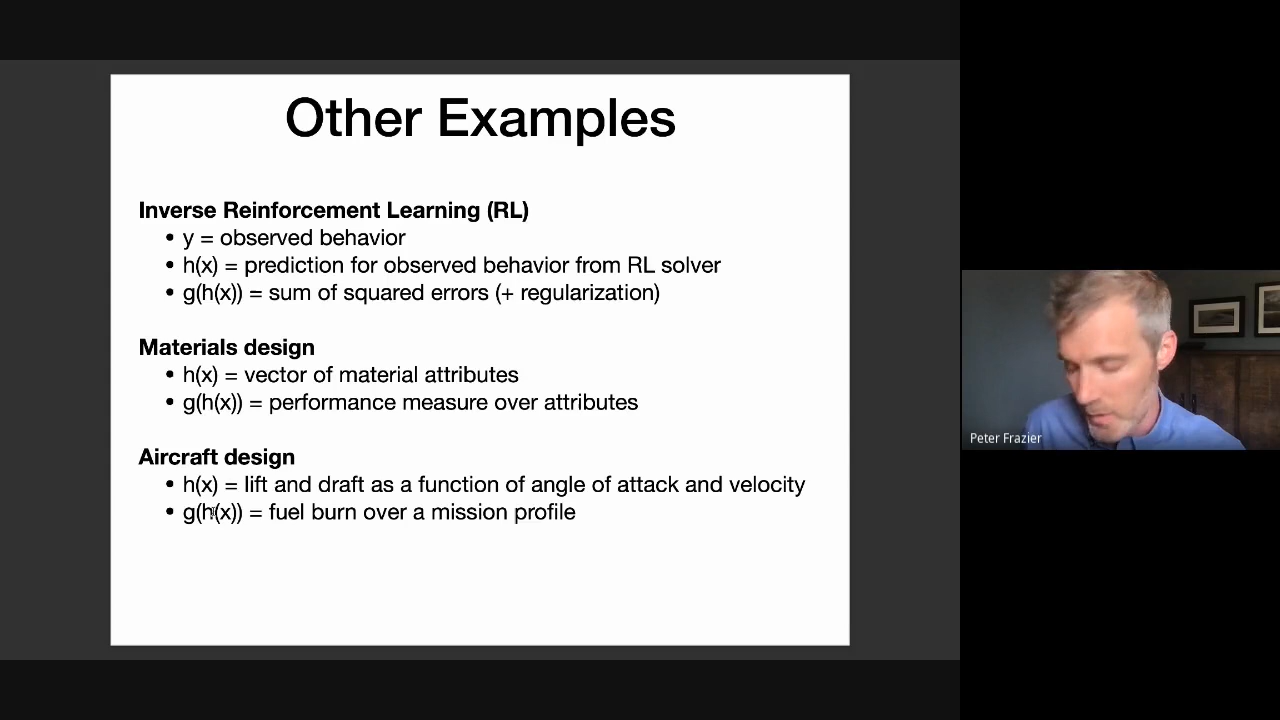 Other Examples
Inverse Reinforcement Learning (RL)
• y = observed behavior
• h(x) = prediction for observed behavior from RL solver
• g(h(x)) = sum of squared errors (+ regularization)
Materials design
• h(x) = vector of material attributes
• g(h(x)) = performance measure over attributes
Aircraft design
• h(x) = lift and draft as a function of angle of attack and velocity
• g(h(x)) = fuel burn over a mission profile
Peter Frazier